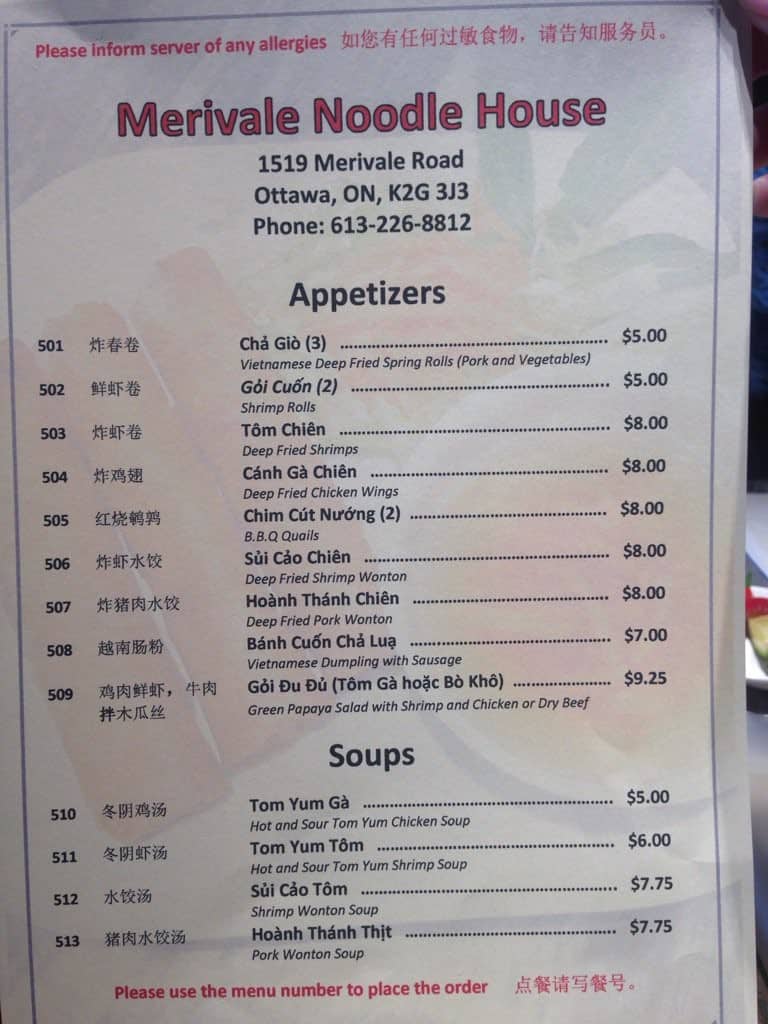 Please inform server of any allergies 如您有任何过敏食物，请告知服务员。
Merivale Noodle House
1519 Merivale Road
Ottawa, ON, K2G 3J3
Phone: 613-226-8812
Appetizers
501 炸春卷 Chả Giò (3) $5.00
Vietnamese Deep Fried Spring Rolls (Pork and Vegetables)
502 鲜虾卷 Gỏi Cuốn (2) $5.00
Shrimp Rolls
503 炸虾卷 Tôm Chiên $8.00
Deep Fried Shrimps
504 炸鸡翅 Cánh Gà Chiên $8.00
Deep Fried Chicken Wings
505 红烧鹌鹑 Chim Cút Nướng (2) $8.00
B.B.Q Quails
506 炸虾水饺 Sủi Cảo Chiên $8.00
Deep Fried Shrimp Wonton
507 炸猪肉水饺 Hoành Thánh Chiên $8.00
Deep Fried Pork Wonton
508 越南肠粉 Bánh Cuốn Chả Luạ $7.00
Vietnamese Dumpling with Sausage
509 鸡肉鲜虾，牛肉 Gỏi Đu Đủ (Tôm Gà hoặc Bò Khô) $9.25
拌木瓜丝 Green Papaya Salad with Shrimp and Chicken or Dry Beef
Soups
510 冬阴鸡汤 Tom Yum Gà $5.00
Hot and Sour Tom Yum Chicken Soup
511 冬阴虾汤 Tom Yum Tôm $6.00
Hot and Sour Tom Yum Shrimp Soup
512 水饺汤 Sủi Cảo Tôm $7.75
Shrimp Wonton Soup
513 猪肉水饺汤 Hoành Thánh Thịt $7.75
Pork Wonton Soup
Please use the menu number to place the order 点餐请写餐号。